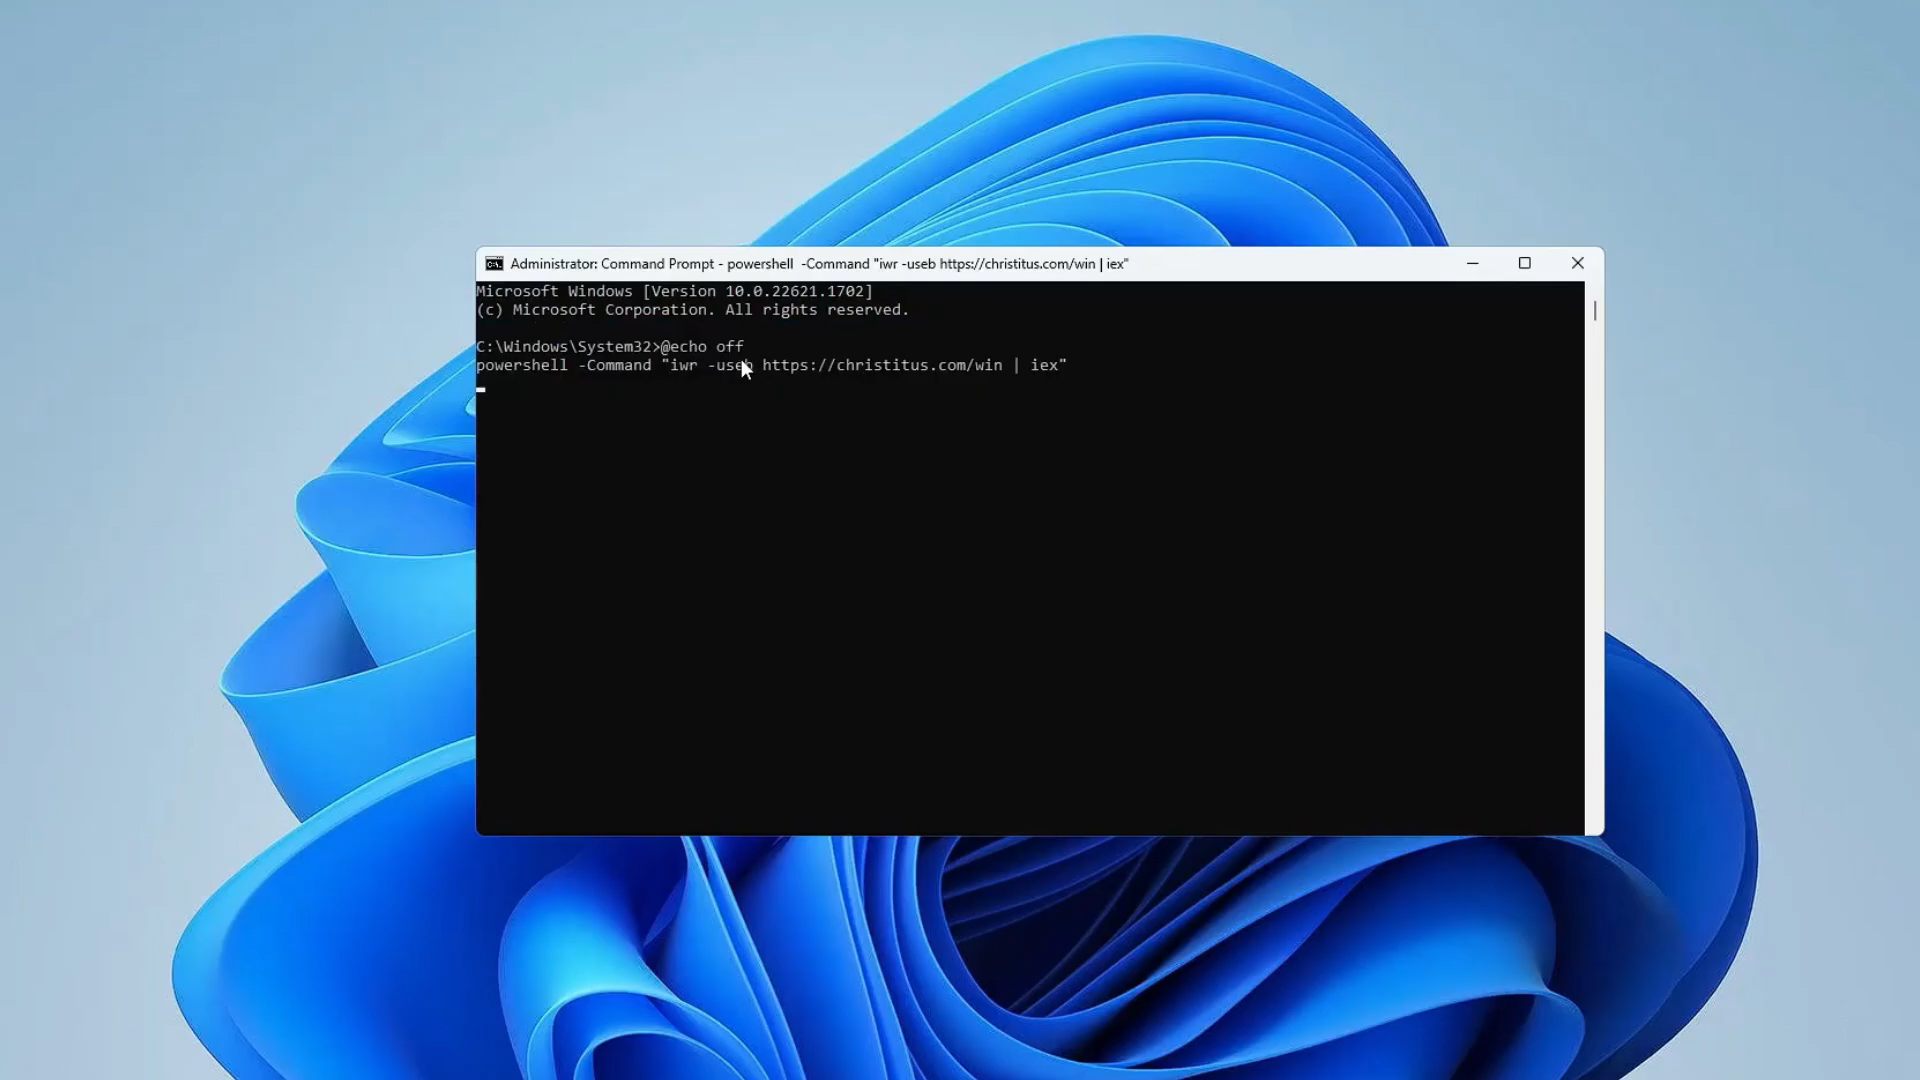 Administrator: Command Prompt - powershell  -Command "iwr -useb https://christitus.com/win | iex"
Microsoft Windows [Version 10.0.22621.1702]
(c) Microsoft Corporation. All rights reserved.
C:\Windows\System32>@echo off
powershell -Command "iwr -useb https://christitus.com/win | iex"